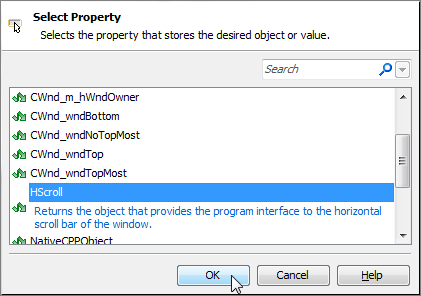 Select Property
Selects the property that stores the desired object or value.
Search
CWnd_m_hWndOwner
CWnd_wndBottom
CWnd_wndNoTopMost
CWnd_wndTop
CWnd_wndTopMost
HScroll
Returns the object that provides the program interface to the horizontal
scroll bar of the window.
NativeCPPObject
OK
Cancel
Help